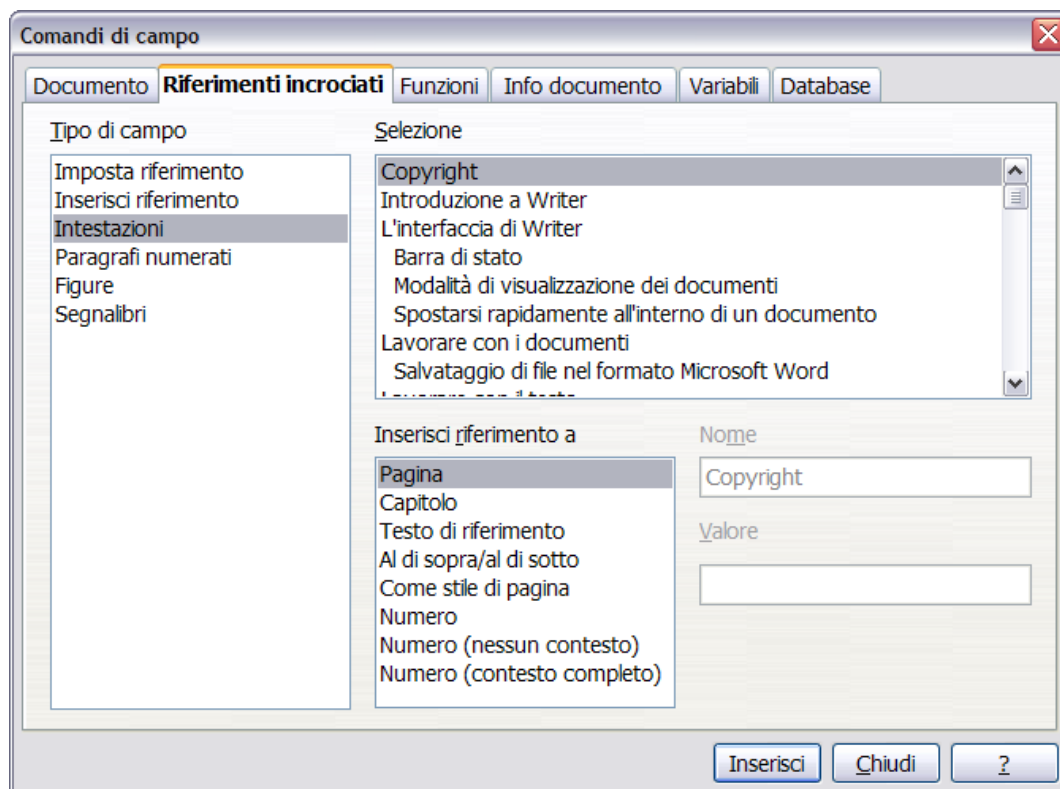 Comandi di campo
Documento Riferimenti incrociati Funzioni Info documento Variabili Database
Tipo di campo
Imposta riferimento
Inserisci riferimento
Intestazioni
Paragrafi numerati
Figure
Segnalibri
Selezione
Copyright
Introduzione a Writer
L'interfaccia di Writer
Barra di stato
Modalità di visualizzazione dei documenti
Spostarsi rapidamente all'interno di un documento
Lavorare con i documenti
Salvataggio di file nel formato Microsoft Word
Inserisci riferimento a
Pagina
Capitolo
Testo di riferimento
Al di sopra/al di sotto
Come stile di pagina
Numero
Numero (nessun contesto)
Numero (contesto completo)
Nome
Copyright
Valore
Inserisci Chiudi ?